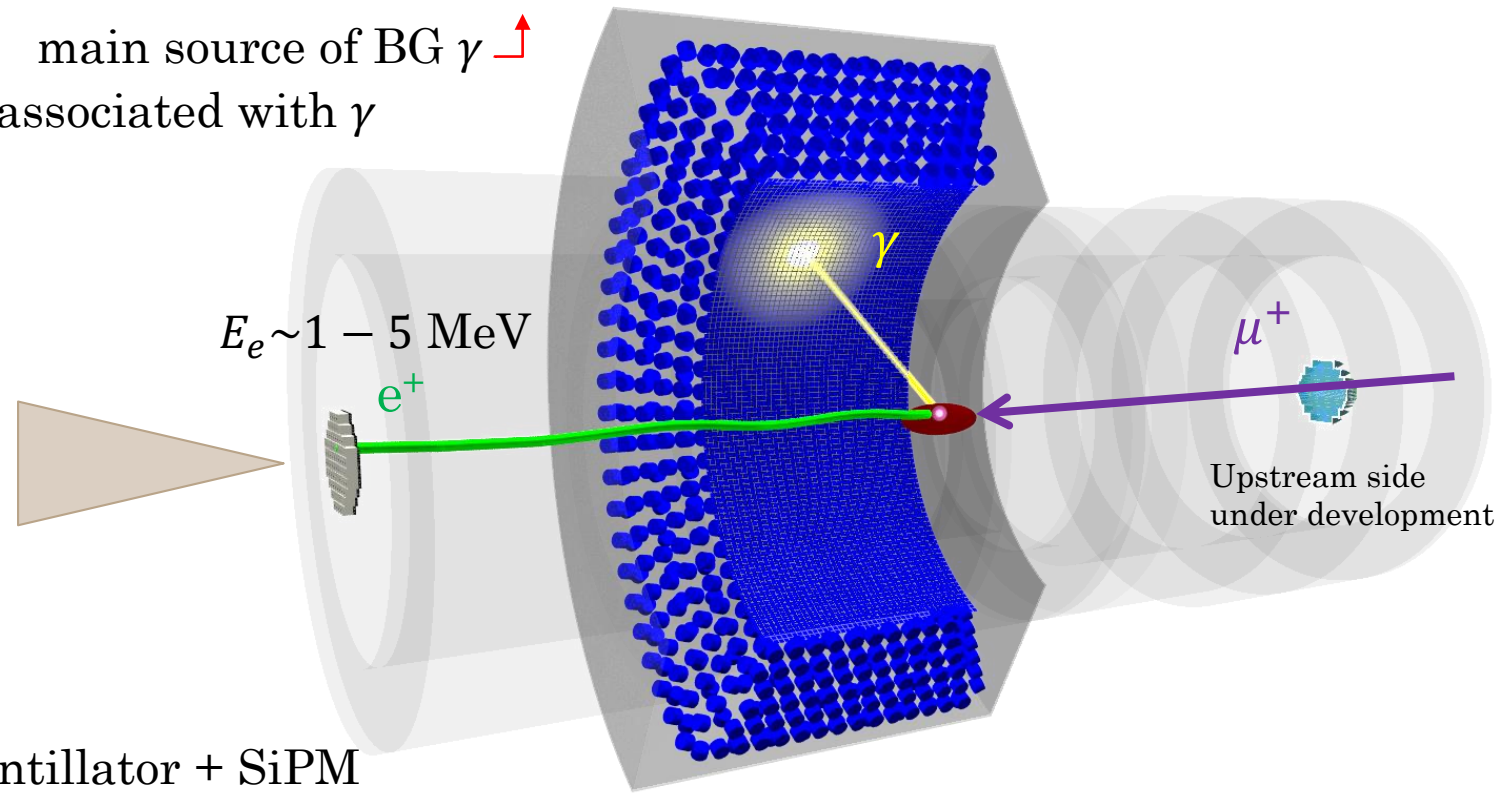 main source of BG γ
associated with γ
γ
E_e~1 − 5 MeV
μ⁺
e⁺
Upstream side
under development
ntillator + SiPM